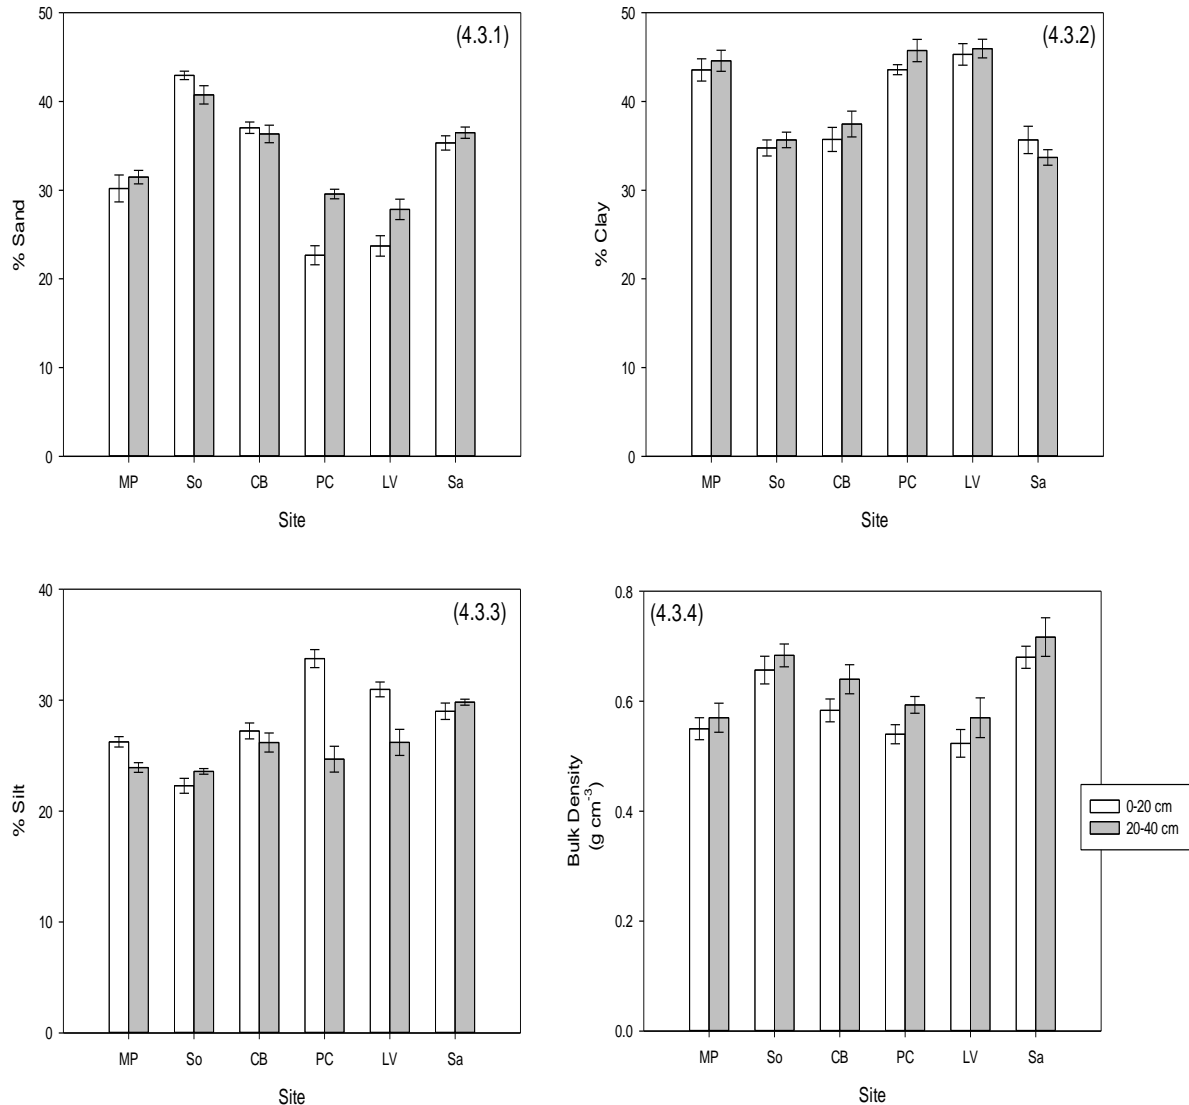 (4.3.1)
50
40
30
20
10
0
% Sand
MP So CB PC LV Sa
Site
(4.3.2)
50
40
30
20
10
0
% Clay
MP So CB PC LV Sa
Site
(4.3.3)
40
30
20
10
0
% Silt
MP So CB PC LV Sa
Site
(4.3.4)
0.8
0.6
0.4
0.2
0.0
Bulk Density
(g cm⁻³)
MP So CB PC LV Sa
Site
0-20 cm
20-40 cm